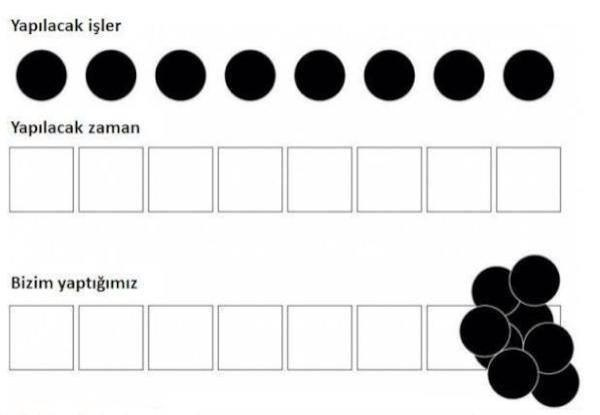 Yapılacak işler
Yapılacak zaman
Bizim yaptığımız